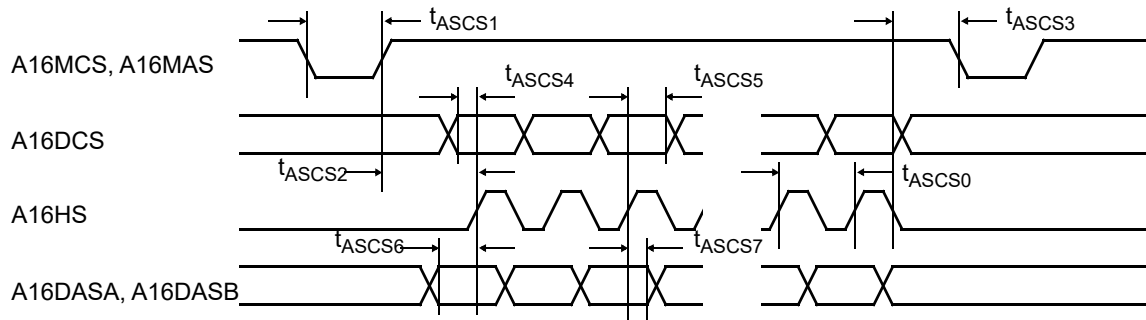 tASCS1
tASCS3
A16MCS, A16MAS
tASCS4
tASCS5
A16DCS
tASCS2
tASCS0
A16HS
tASCS6
tASCS7
A16DASA, A16DASB